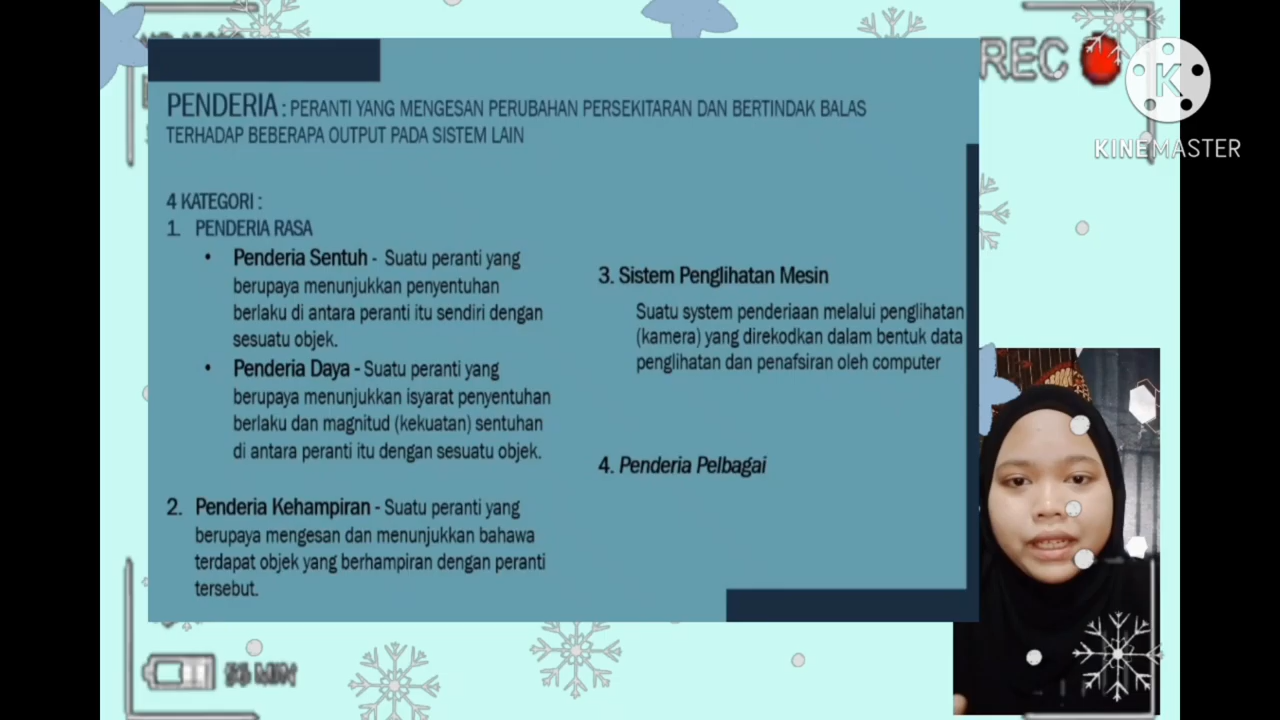 PENDERIA : PERANTI YANG MENGESAN PERUBAHAN PERSEKITARAN DAN BERTINDAK BALAS
TERHADAP BEBERAPA OUTPUT PADA SISTEM LAIN
4 KATEGORI :
1. PENDERIA RASA
• Penderia Sentuh - Suatu peranti yang
berupaya menunjukkan penyentuhan
berlaku di antara peranti itu sendiri dengan
sesuatu objek.
• Penderia Daya - Suatu peranti yang
berupaya menunjukkan isyarat penyentuhan
berlaku dan magnitud (kekuatan) sentuhan
di antara peranti itu dengan sesuatu objek.
2. Penderia Kehampiran - Suatu peranti yang
berupaya mengesan dan menunjukkan bahawa
terdapat objek yang berhampiran dengan peranti
tersebut.
3. Sistem Penglihatan Mesin
Suatu system penderiaan melalui penglihatan
(kamera) yang direkodkan dalam bentuk data
penglihatan dan penafsiran oleh computer
4. Penderia Pelbagai
REC
K
KINEMASTER
55 MIN